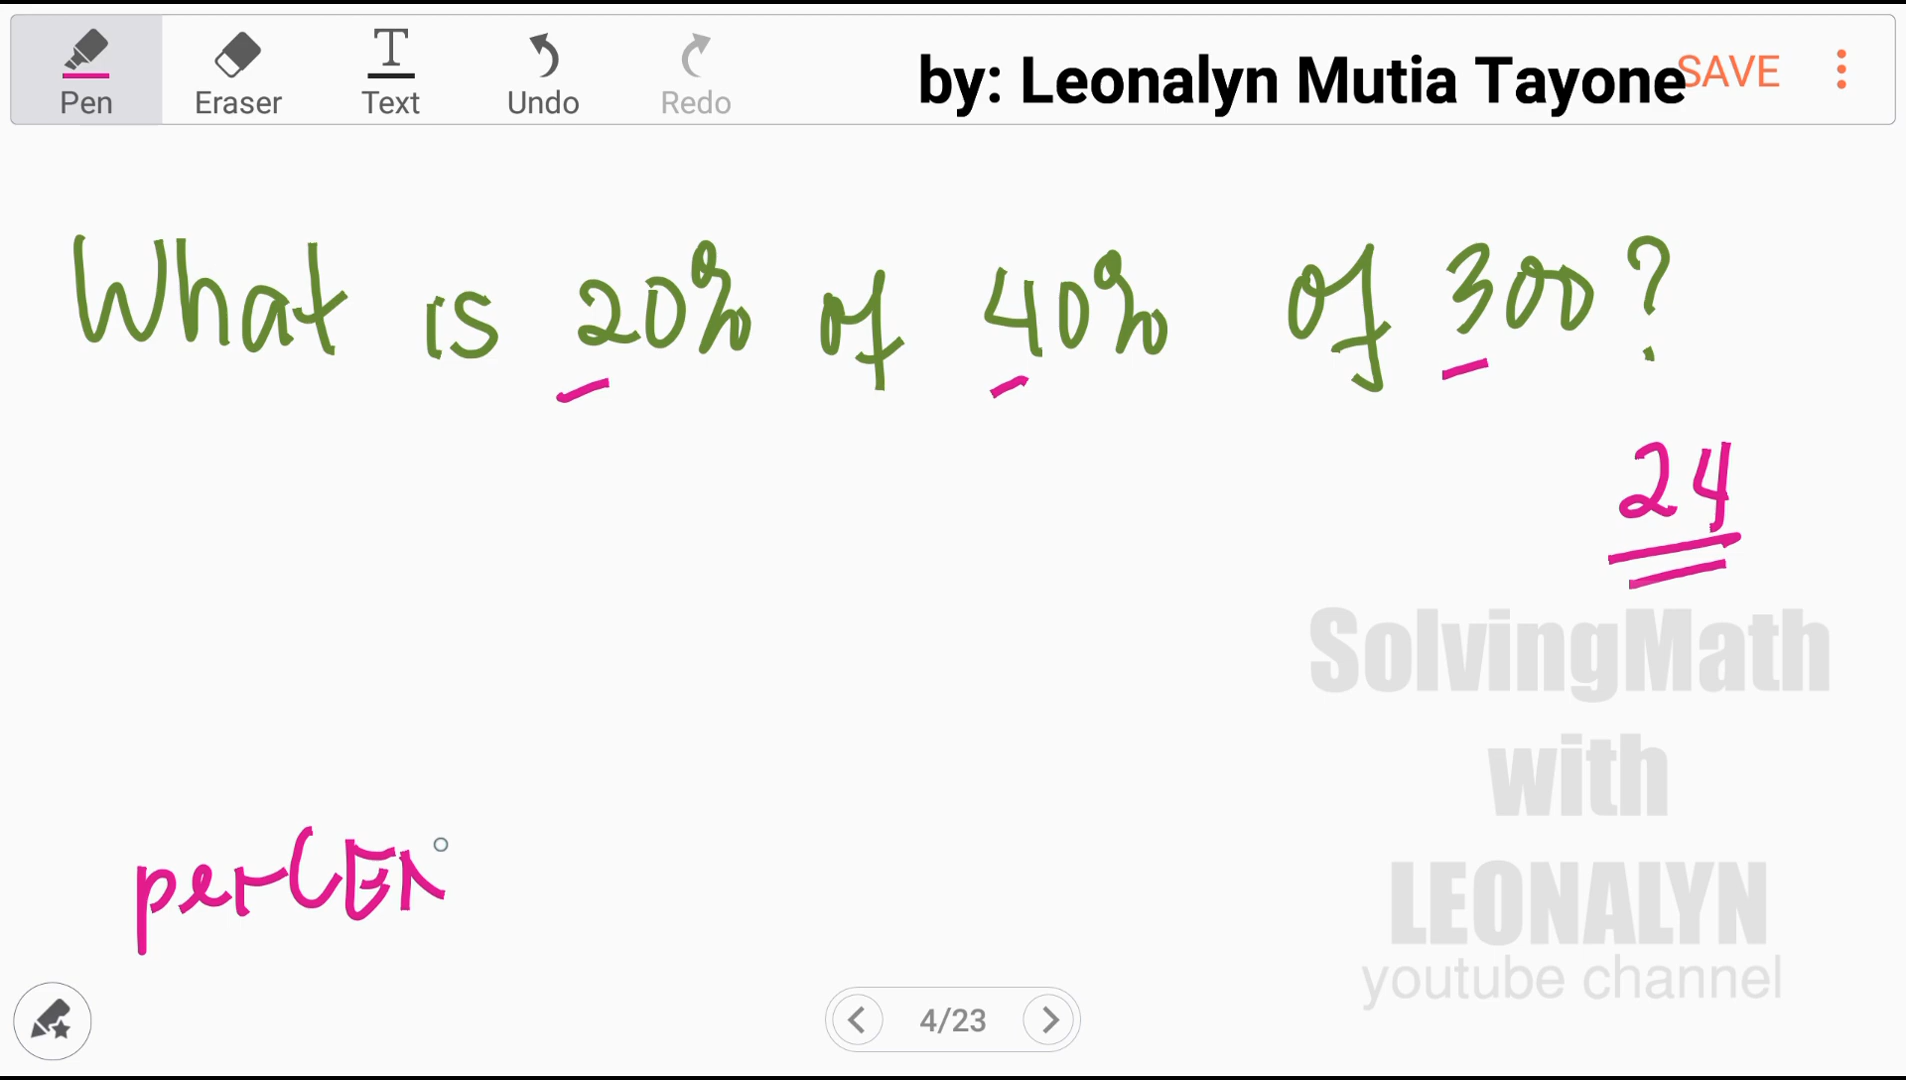 Pen Eraser Text Undo Redo by: Leonalyn Mutia Tayone SAVE
What is 20% of 40% of 300?
24
SolvingMath
with
LEONALYN
youtube channel
perCEN
4/23